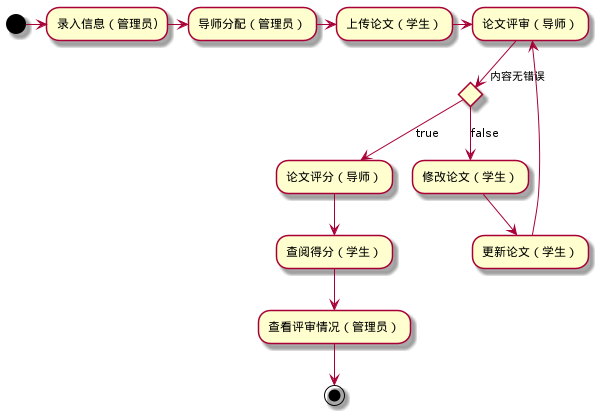 录入信息（管理员）
导师分配（管理员）
上传论文（学生）
论文评审（导师）
内容无错误
true
false
论文评分（导师）
修改论文（学生）
查阅得分（学生）
更新论文（学生）
查看评审情况（管理员）